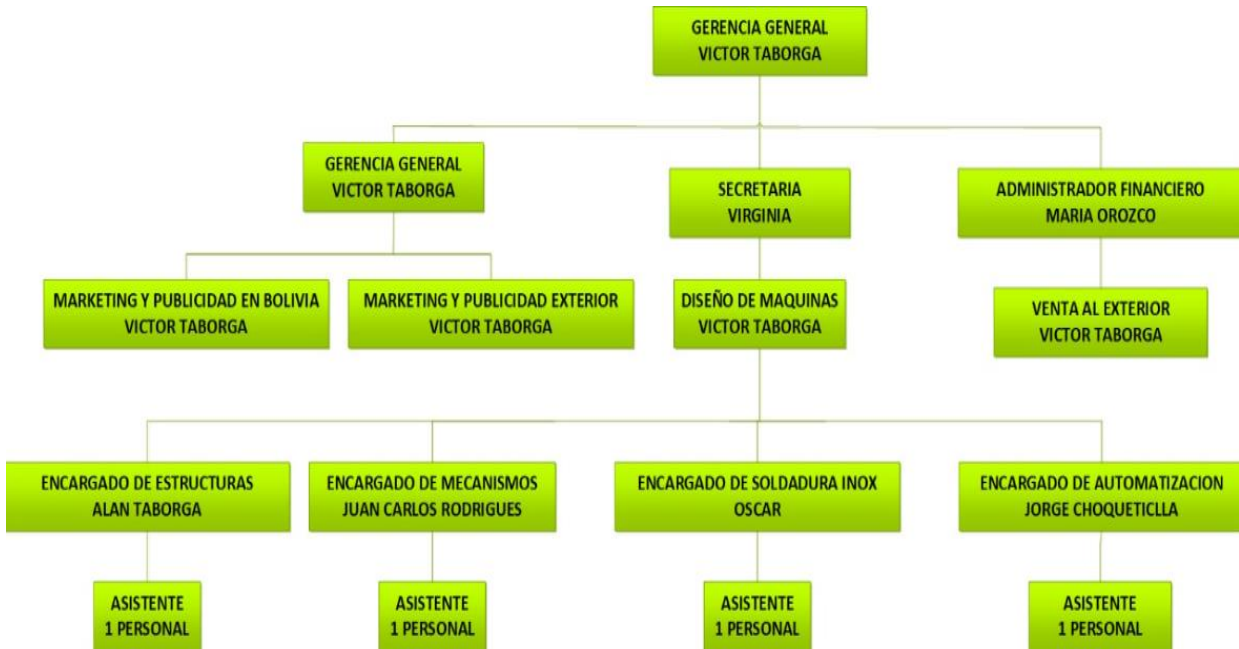 GERENCIA GENERAL
VICTOR TABORGA
GERENCIA GENERAL
VICTOR TABORGA
SECRETARIA
VIRGINIA
ADMINISTRADOR FINANCIERO
MARIA OROZCO
MARKETING Y PUBLICIDAD EN BOLIVIA
VICTOR TABORGA
MARKETING Y PUBLICIDAD EXTERIOR
VICTOR TABORGA
DISEÑO DE MAQUINAS
VICTOR TABORGA
VENTA AL EXTERIOR
VICTOR TABORGA
ENCARGADO DE ESTRUCTURAS
ALAN TABORGA
ENCARGADO DE MECANISMOS
JUAN CARLOS RODRIGUES
ENCARGADO DE SOLDADURA INOX
OSCAR
ENCARGADO DE AUTOMATIZACION
JORGE CHOQUETICLLA
ASISTENTE
1 PERSONAL
ASISTENTE
1 PERSONAL
ASISTENTE
1 PERSONAL
ASISTENTE
1 PERSONAL